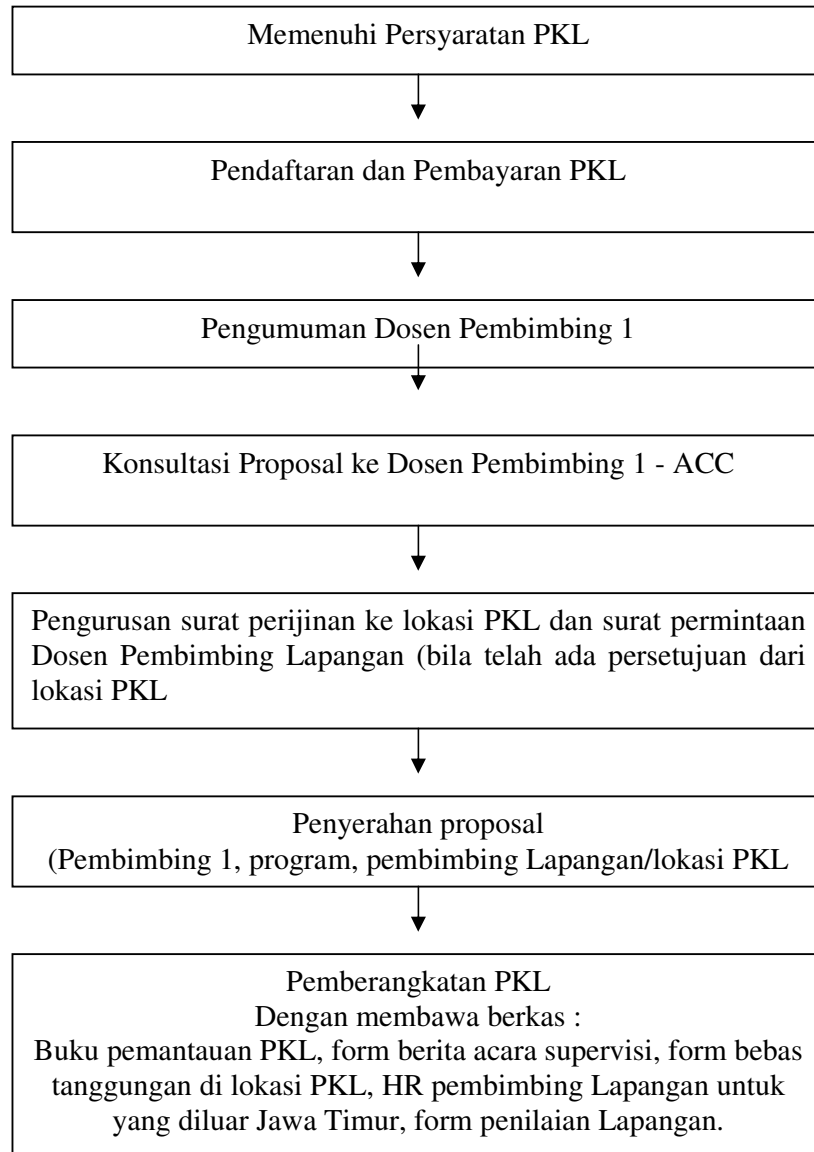 Memenuhi Persyaratan PKL
Pendaftaran dan Pembayaran PKL
Pengumuman Dosen Pembimbing 1
Konsultasi Proposal ke Dosen Pembimbing 1 - ACC
Pengurusan surat perijinan ke lokasi PKL dan surat permintaan
Dosen Pembimbing Lapangan (bila telah ada persetujuan dari
lokasi PKL
Penyerahan proposal
(Pembimbing 1, program, pembimbing Lapangan/lokasi PKL
Pemberangkatan PKL
Dengan membawa berkas :
Buku pemantauan PKL, form berita acara supervisi, form bebas
tanggungan di lokasi PKL, HR pembimbing Lapangan untuk
yang diluar Jawa Timur, form penilaian Lapangan.